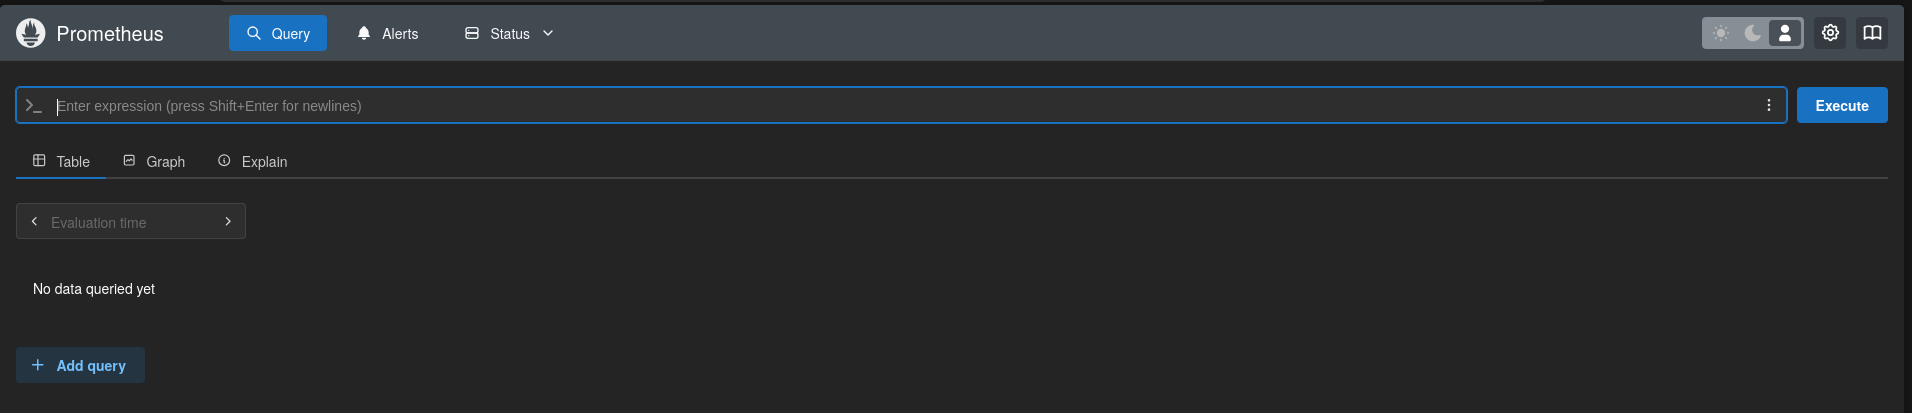 Prometheus Query Alerts Status
Enter expression (press Shift+Enter for newlines) Execute
Table Graph Explain
Evaluation time
No data queried yet
Add query